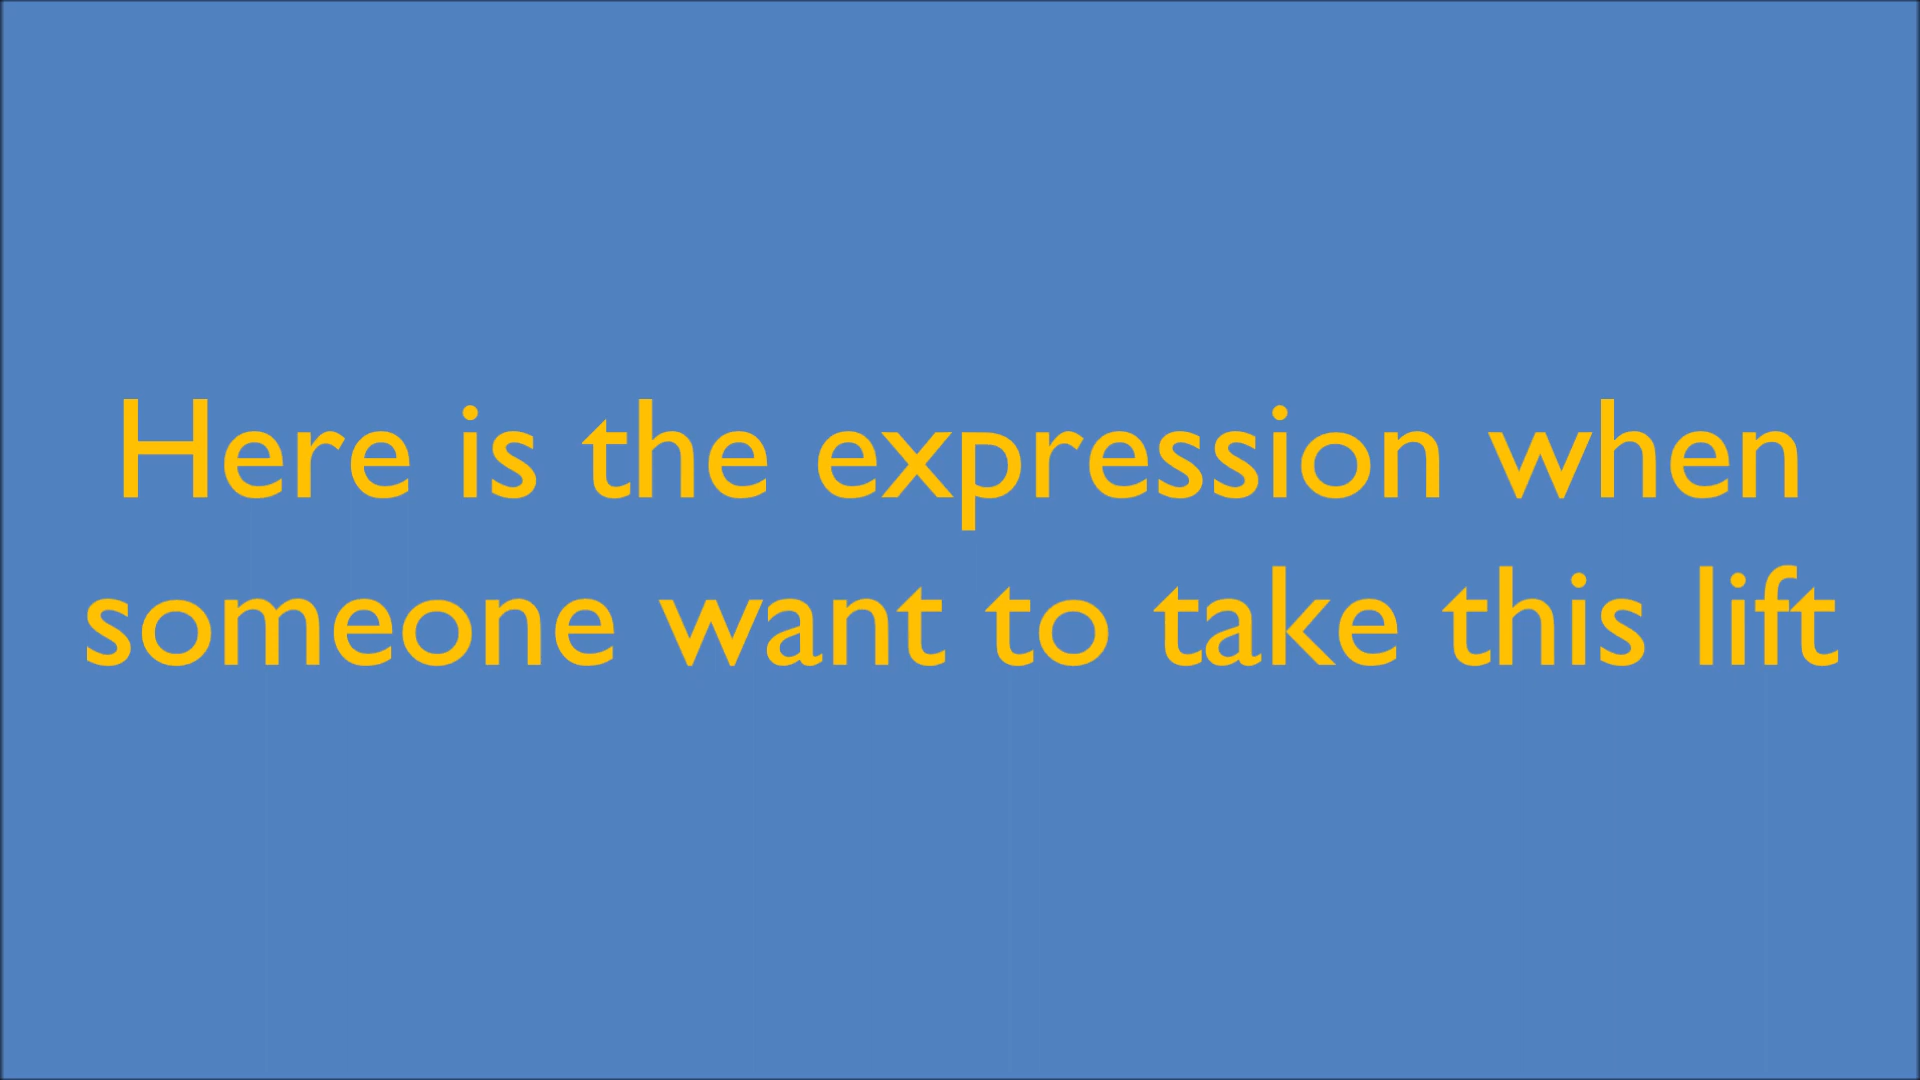 Here is the expression when
someone want to take this lift